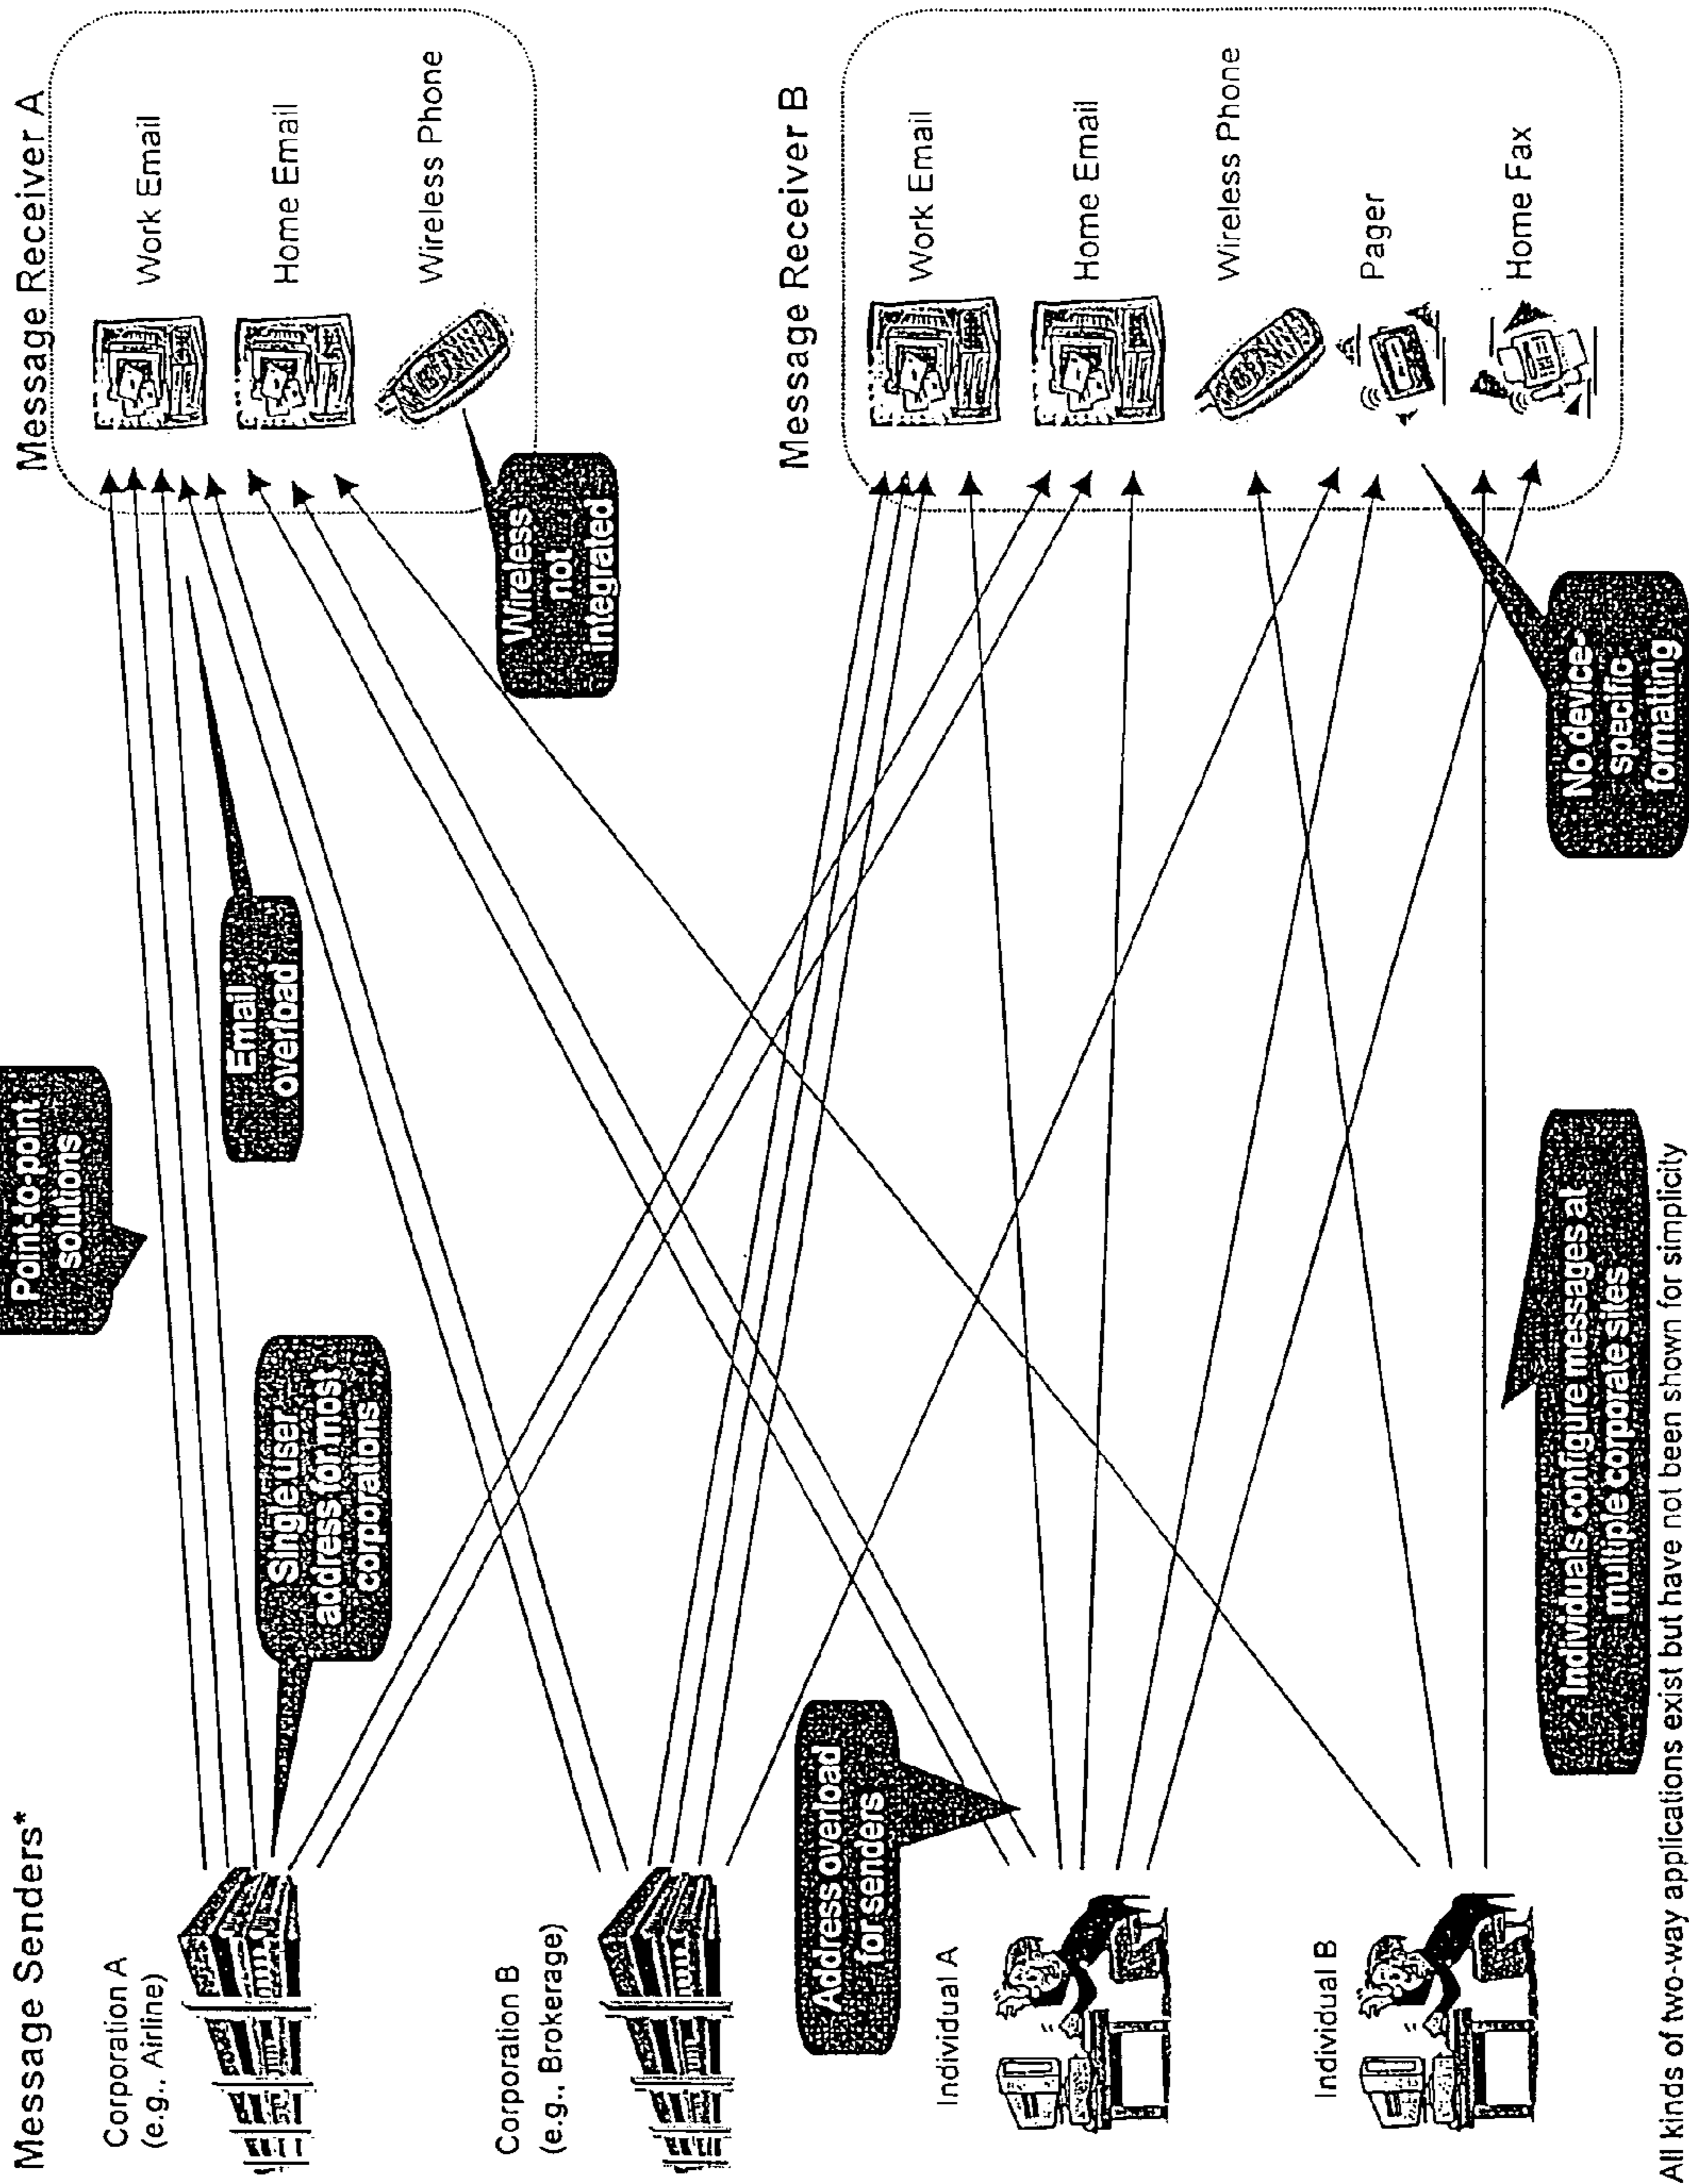 Message Senders*
Corporation A
(e.g., Airline)
Corporation B
(e.g., Brokerage)
Individual A
Individual B
Point-to-point
solutions
Single user
address for most
corporations
Email
overload
Address overload
for senders
Individuals configure messages at
multiple corporate sites
Wireless
not
integrated
No device-
specific
formatting
Message Receiver A
Work Email
Home Email
Wireless Phone
Message Receiver B
Work Email
Home Email
Wireless Phone
Pager
Home Fax
All kinds of two-way applications exist but have not been shown for simplicity